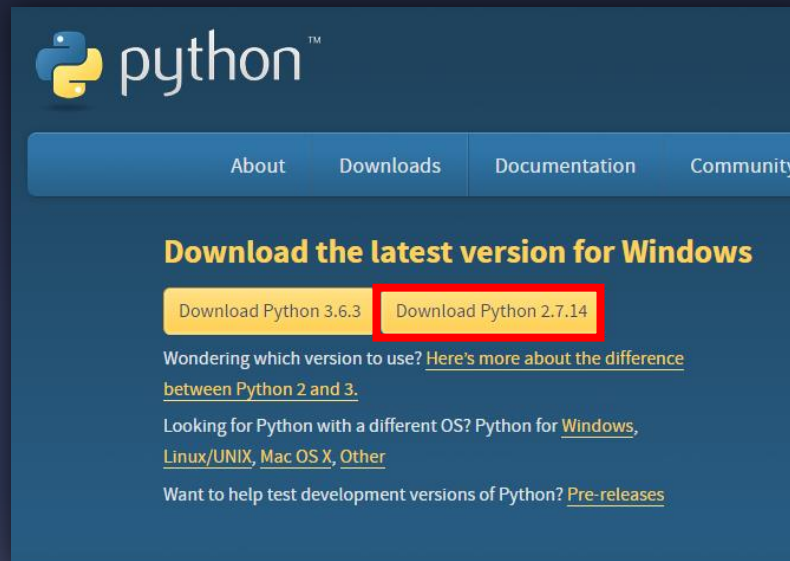 python™
About Downloads Documentation Community
Download the latest version for Windows
Download Python 3.6.3 Download Python 2.7.14
Wondering which version to use? Here's more about the difference
between Python 2 and 3.
Looking for Python with a different OS? Python for Windows,
Linux/UNIX, Mac OS X, Other
Want to help test development versions of Python? Pre-releases